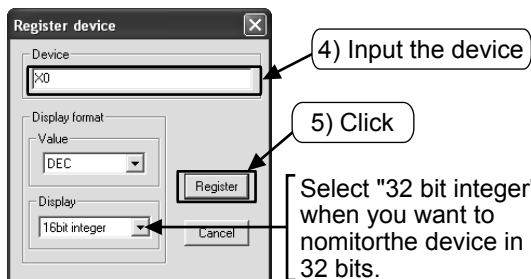 Register device
Device
X0
4) Input the device
Display format
Value
DEC
5) Click
Register
Display
16bit integer
Cancel
Select "32 bit integer"
when you want to
nomitorthe device in
32 bits.